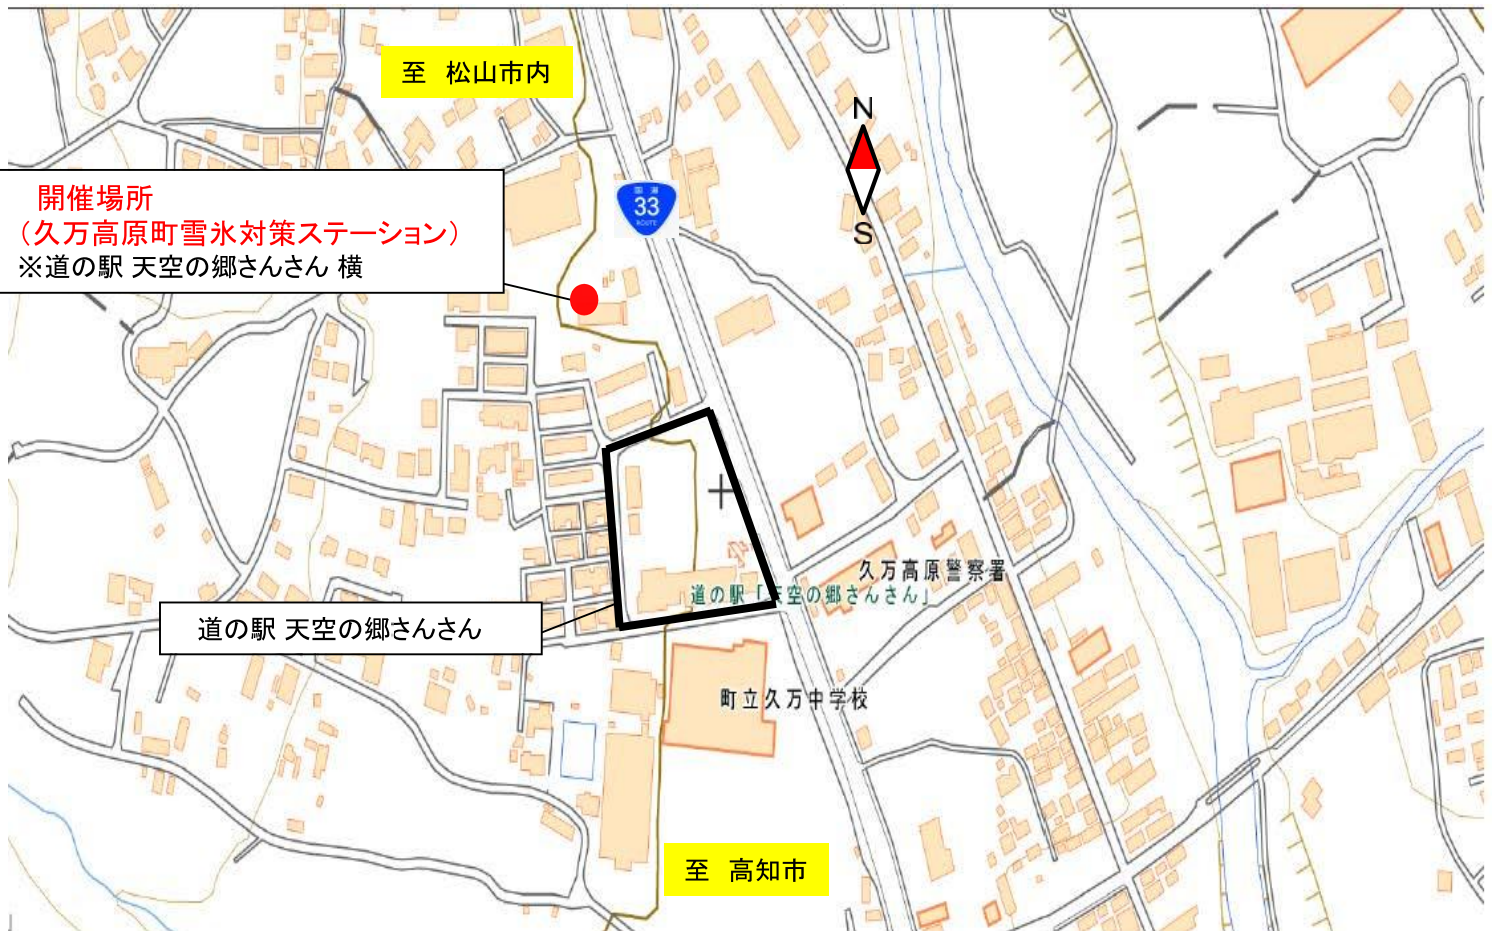 至 松山市内
N
S
国道
33
ROUTE
開催場所
（久万高原町雪氷対策ステーション）
※道の駅 天空の郷さんさん 横
久万高原警察署
道の駅「天空の郷さんさん」
道の駅 天空の郷さんさん
町立久万中学校
至 高知市